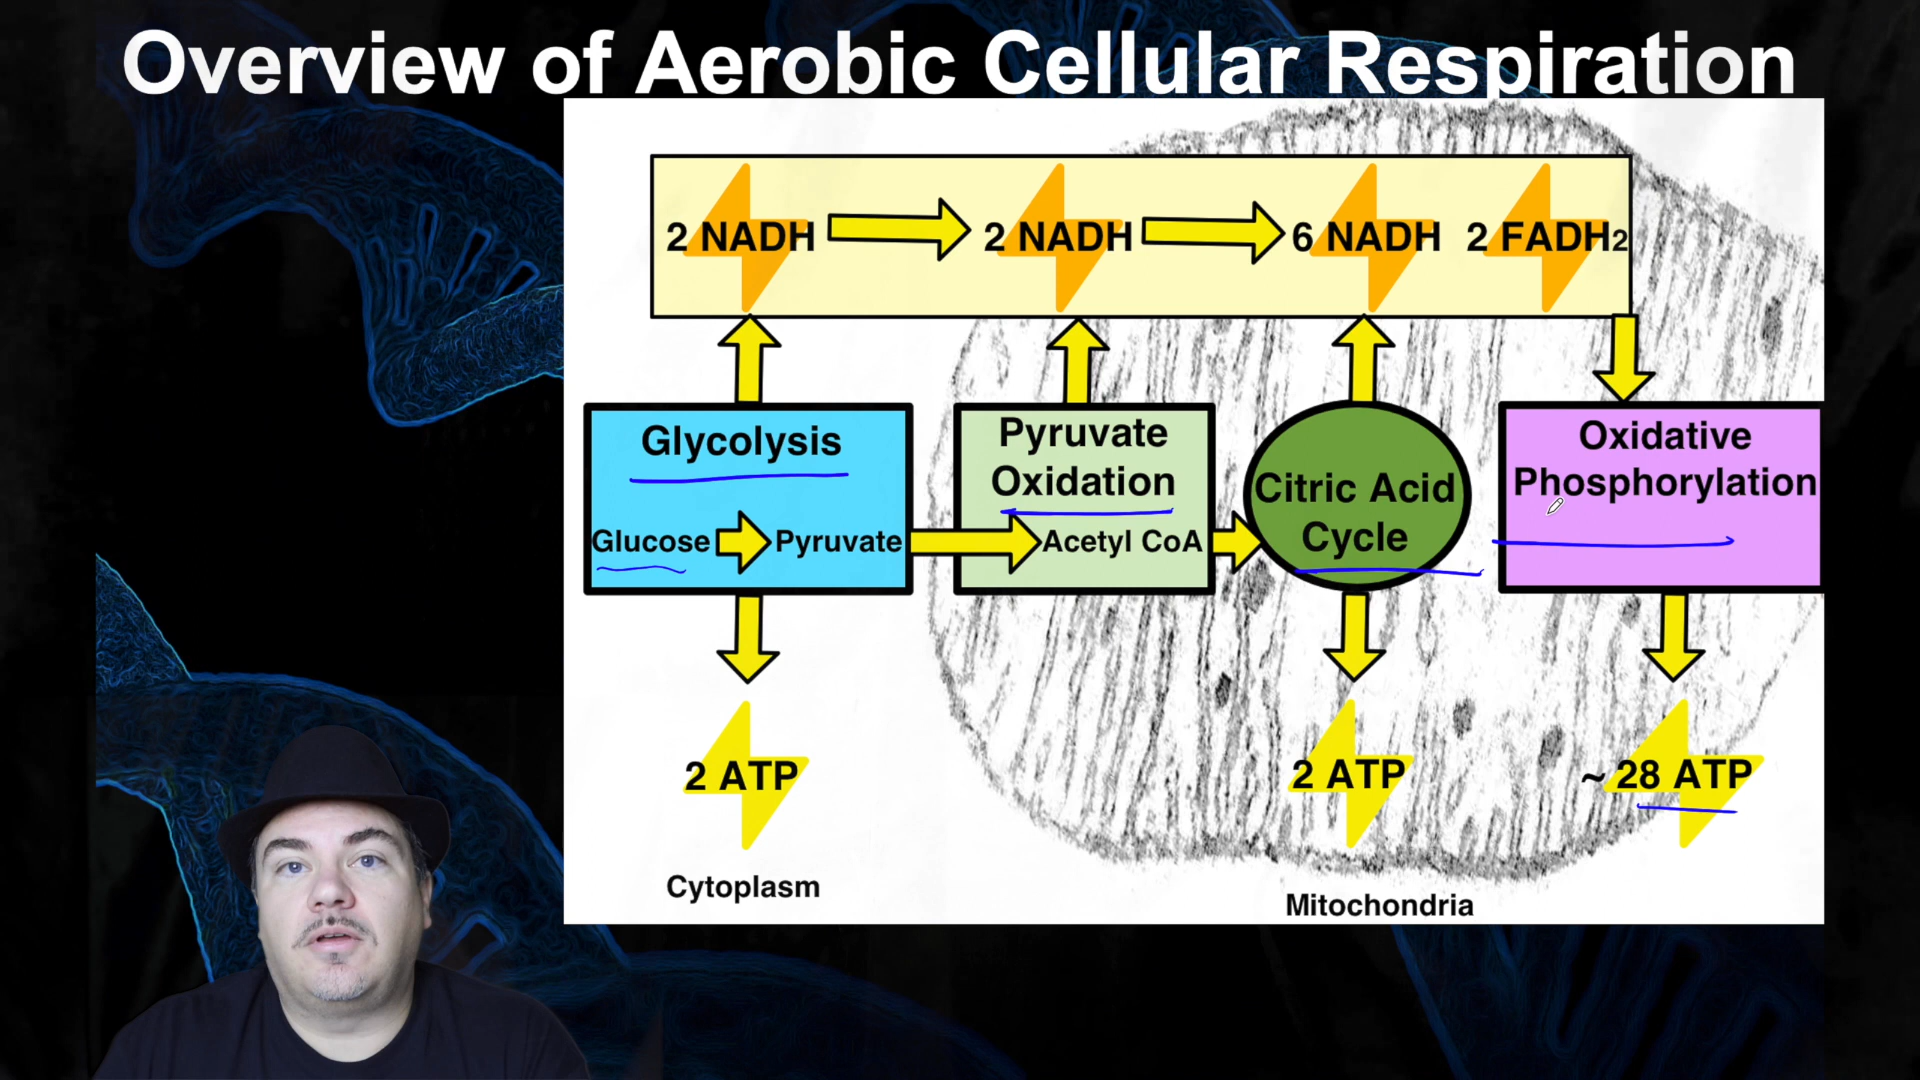 Overview of Aerobic Cellular Respiration
2 NADH
2 NADH
6 NADH
2 FADH2
Glycolysis
Glucose
Pyruvate
Pyruvate
Oxidation
Acetyl CoA
Citric Acid
Cycle
Oxidative
Phosphorylation
2 ATP
2 ATP
~ 28 ATP
Cytoplasm
Mitochondria